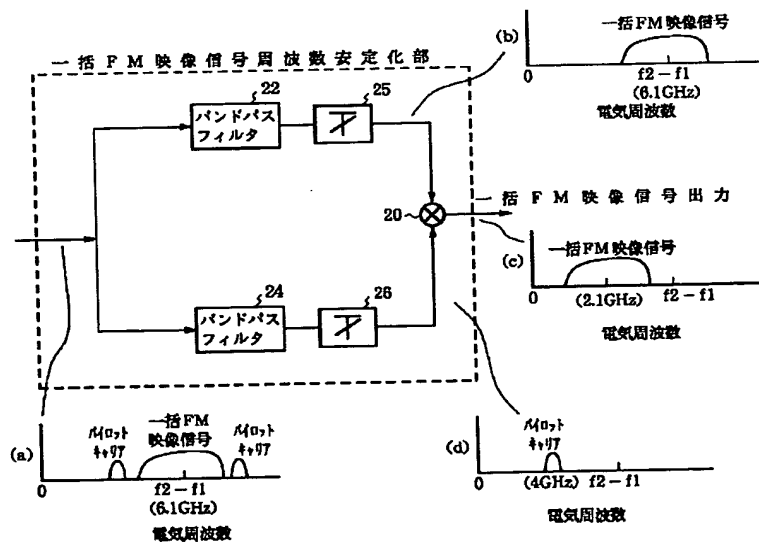 一括FM映像信号周波数安定化部
22
バンドパス
フィルタ
25
20
24
バンドパス
フィルタ
26
一括FM映像信号出力
(b)
一括FM映像信号
0
f2-f1
(6.1GHz)
電気周波数
(c)
一括FM映像信号
0
(2.1GHz)
f2-f1
電気周波数
(a)
パイロット
キャリア
一括FM
映像信号
パイロット
キャリア
0
f2-f1
(6.1GHz)
電気周波数
(d)
パイロット
キャリア
0
(4GHz)
f2-f1
電気周波数